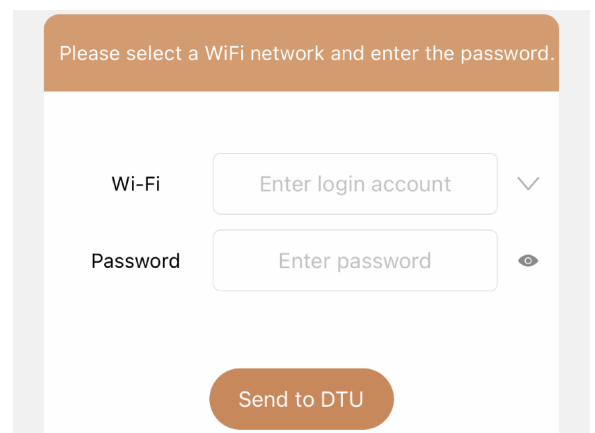 Please select a WiFi network and enter the password.
Wi-Fi Enter login account
Password Enter password
Send to DTU